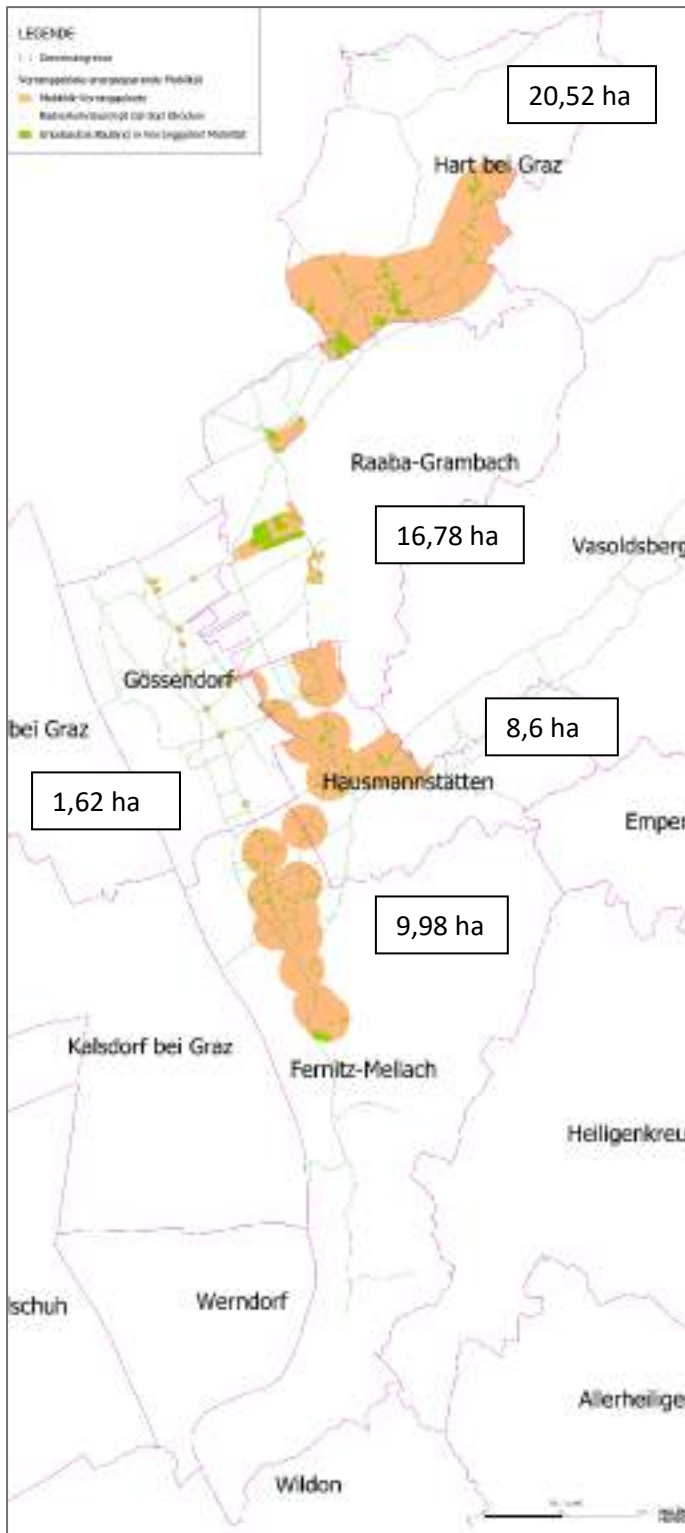 LEGENDE
20,52 ha
Hart bei Graz
Raaba-Grambach
16,78 ha
Vasoldsberg
Gössendorf
8,6 ha
bei Graz
Hausmannstätten
1,62 ha
Emper
9,98 ha
Kalsdorf bei Graz
Fernitz-Mellach
Heiligenkreu
Werndorf
lschuh
Allerheilige
Wildon